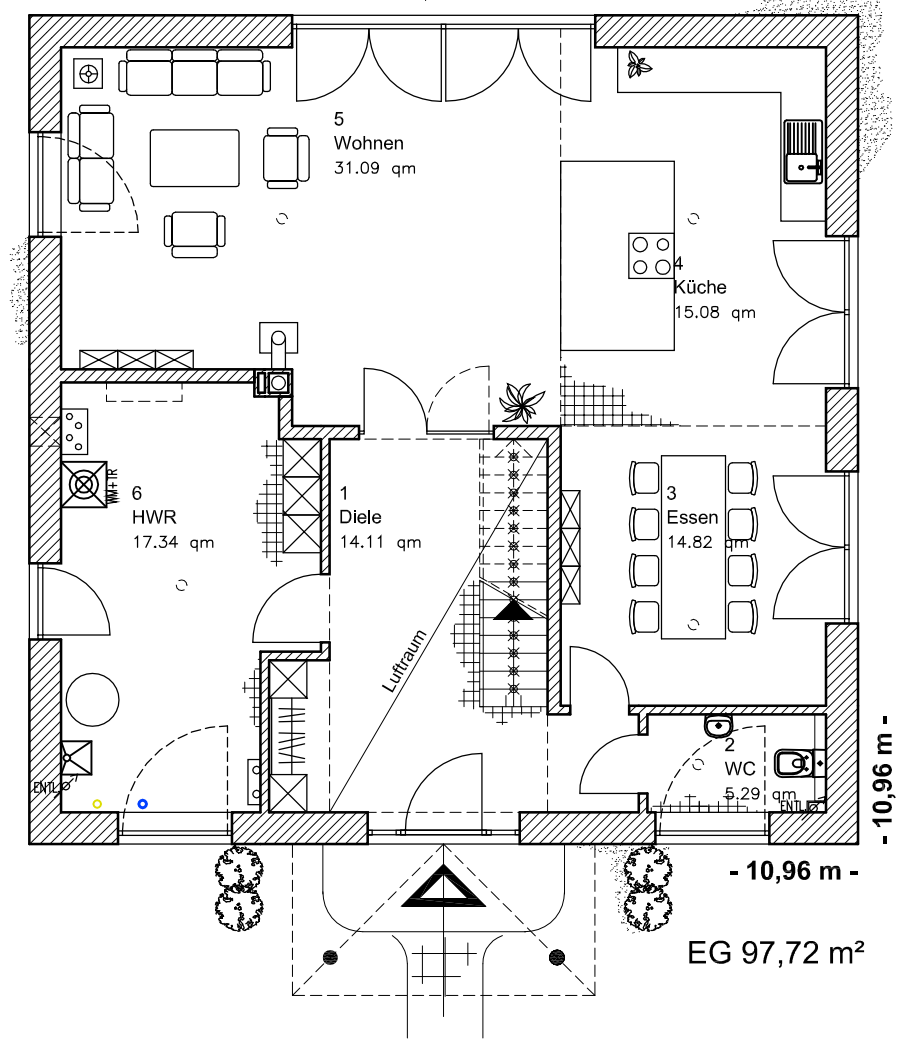 5
Wohnen
31.09 qm
4
Küche
15.08 qm
6
HWR
17.34 qm
WM+TR
1
Diele
14.11 qm
3
Essen
14.82 qm
Luftraum
2
WC
5.29 qm
ENTL
ENTL
- 10,96 m -
- 10,96 m -
EG 97,72 m²